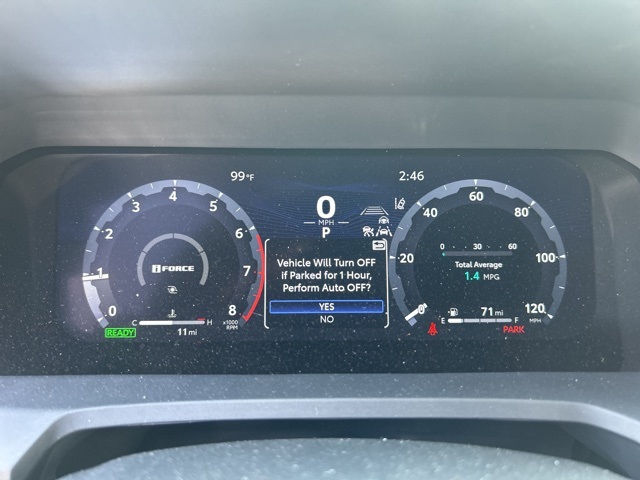 99°F
2:46
0
MPH
P
0 1 2 3 4 5 6 7 8
x1000
RPM
i FORCE
C H
READY
11 mi
Vehicle Will Turn OFF
if Parked for 1 Hour,
Perform Auto OFF?
YES
NO
0 20 40 60 80 100 120
MPH
0 30 60
Total Average
1.4 MPG
71 mi
E F
PARK